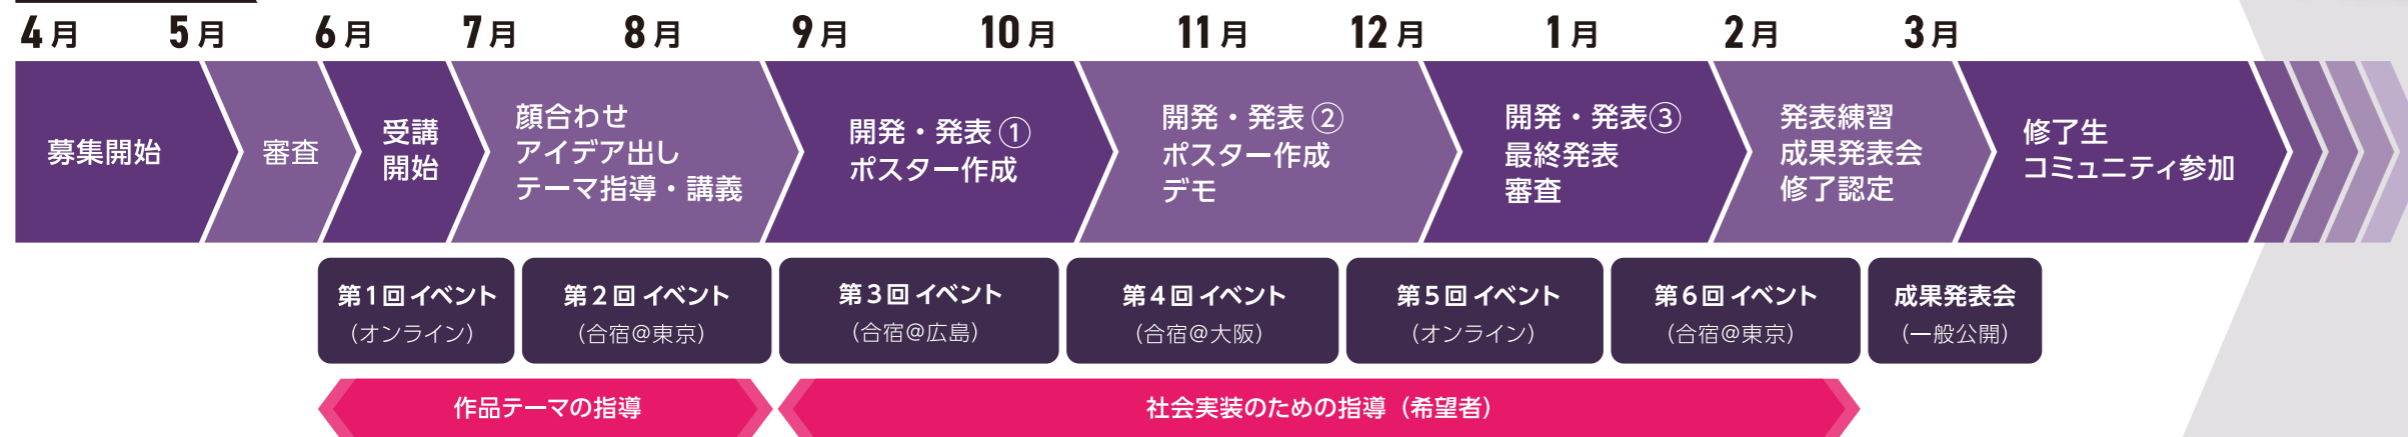 4月 5月 6月 7月 8月 9月 10月 11月 12月 1月 2月 3月
募集開始
審査
受講
開始
顔合わせ
アイデア出し
テーマ指導・講義
開発・発表①
ポスター作成
開発・発表②
ポスター作成
デモ
開発・発表③
最終発表
審査
発表練習
成果発表会
修了認定
修了生
コミュニティ参加
第1回イベント
（オンライン）
第2回イベント
（合宿@東京）
第3回イベント
（合宿@広島）
第4回イベント
（合宿@大阪）
第5回イベント
（オンライン）
第6回イベント
（合宿@東京）
成果発表会
（一般公開）
作品テーマの指導
社会実装のための指導（希望者）